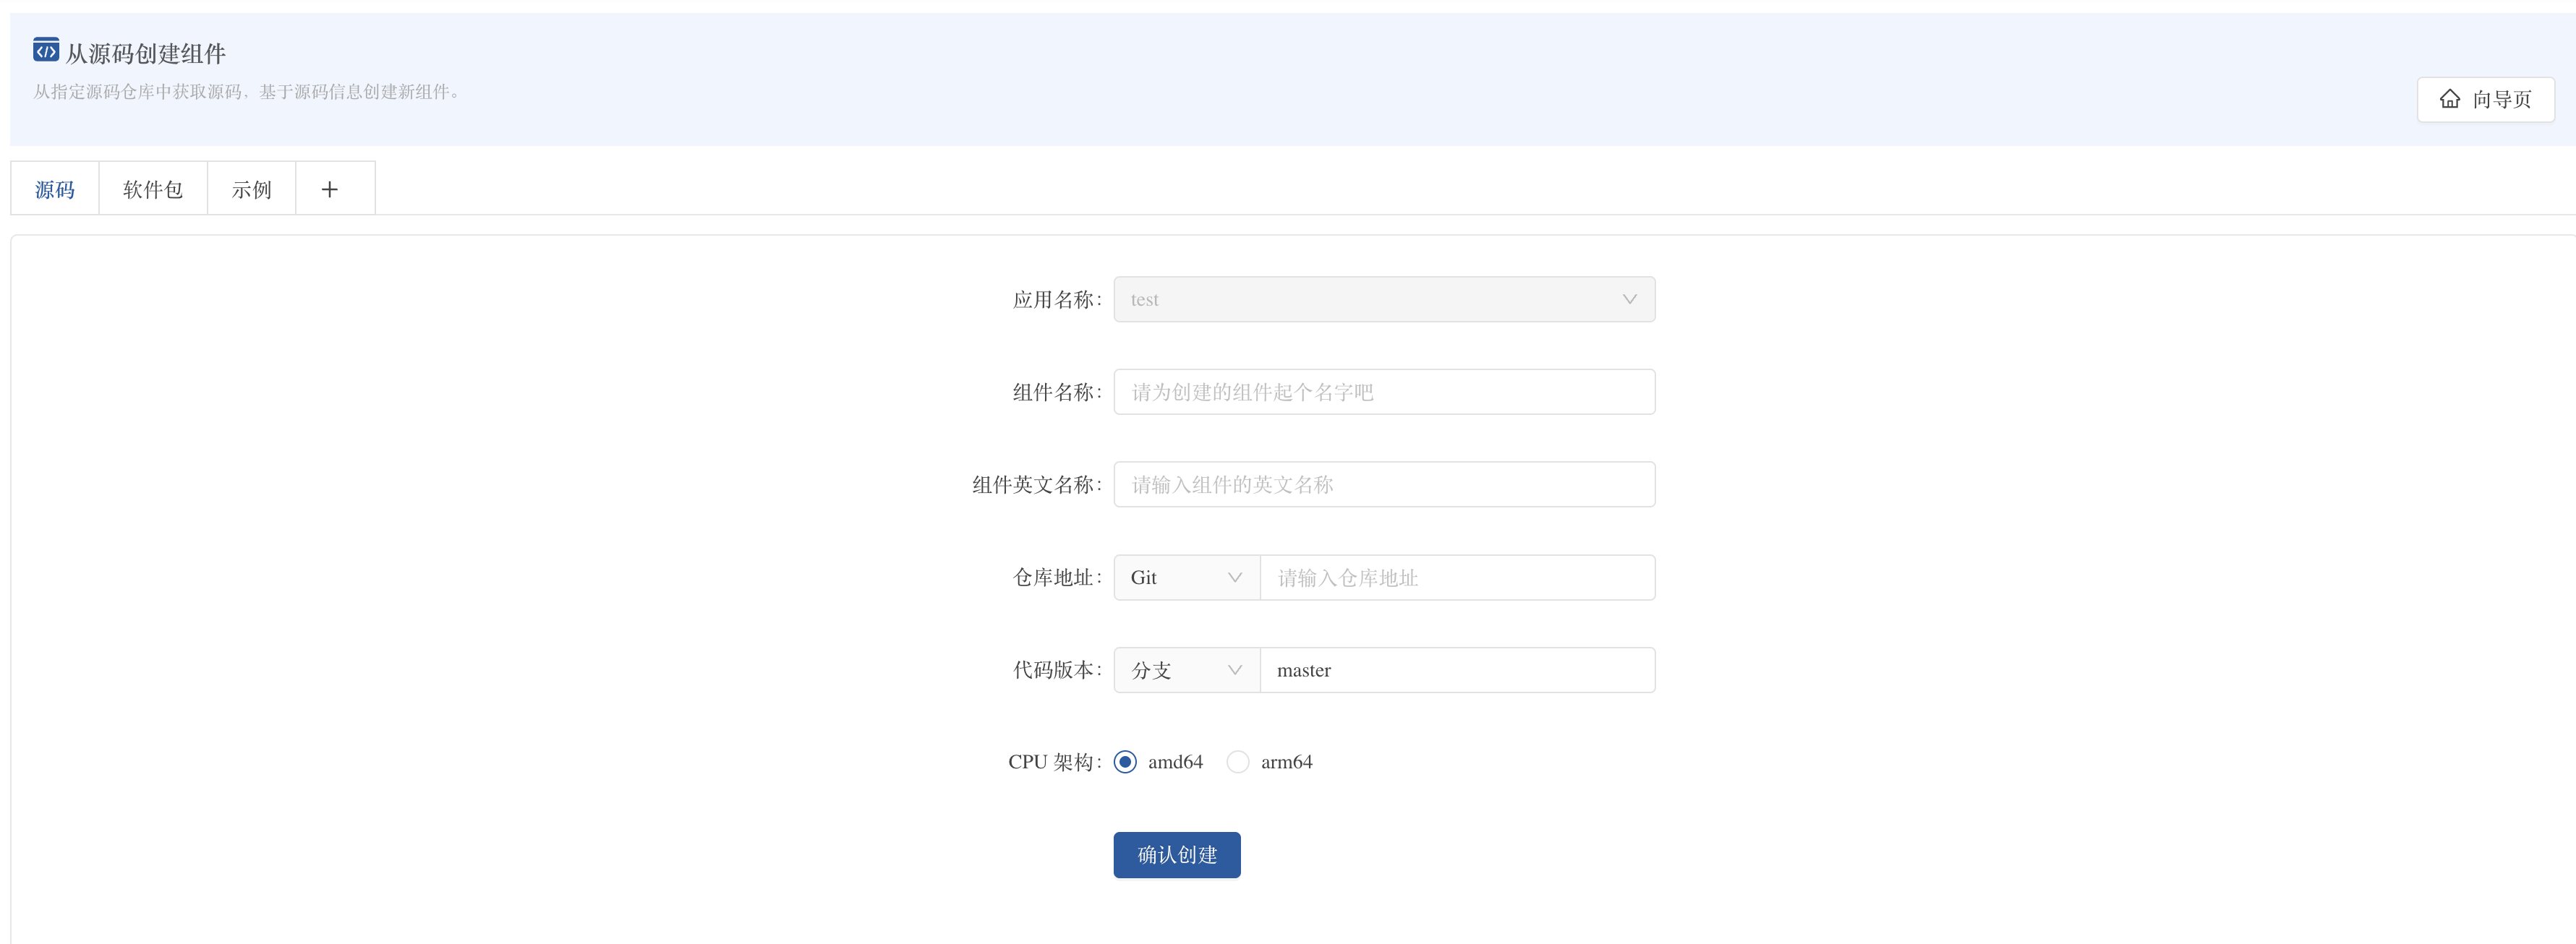 从源码创建组件
从指定源码仓库中获取源码，基于源码信息创建新组件。
向导页
源码 软件包 示例 +
应用名称： test
组件名称： 请为创建的组件起个名字吧
组件英文名称： 请输入组件的英文名称
仓库地址： Git 请输入仓库地址
代码版本： 分支 master
CPU 架构： amd64 arm64
确认创建